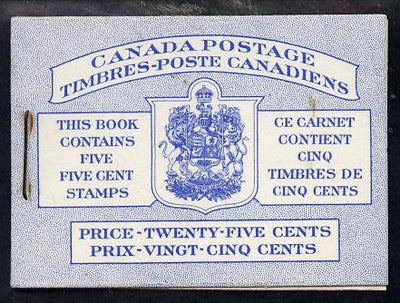 CANADA POSTAGE
TIMBRES-POSTE CANADIENS
THIS BOOK
CONTAINS
FIVE
FIVE CENT
STAMPS
CE CARNET
CONTIENT
CINQ
TIMBRES DE
CINQ CENTS
PRICE-TWENTY-FIVE CENTS
PRIX-VINGT-CINQ CENTS